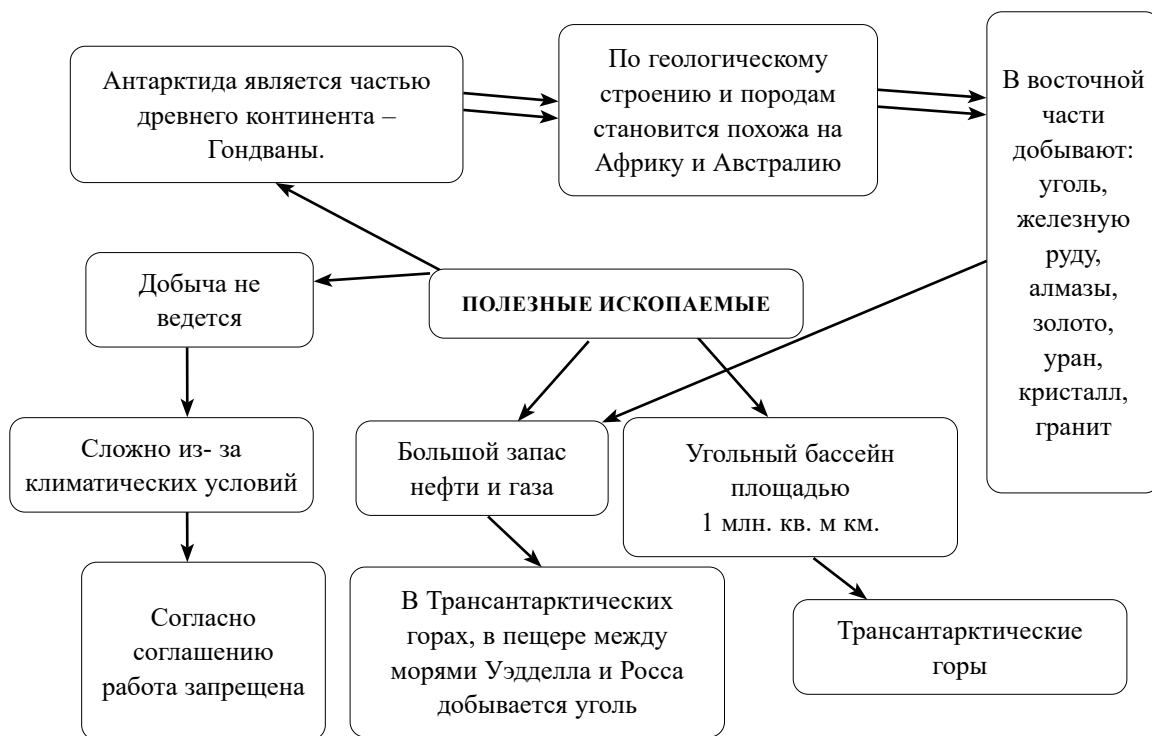 Антарктида является частью
древнего континента –
Гондваны.
По геологическому
строению и породам
становится похожа на
Африку и Австралию
В восточной
части
добывают:
уголь,
железную
руду,
алмазы,
золото,
уран,
кристалл,
гранит
Добыча не
ведется
ПОЛЕЗНЫЕ ИСКОПАЕМЫЕ
Сложно из- за
климатических условий
Большой запас
нефти и газа
Угольный бассейн
площадью
1 млн. кв. м км.
Согласно
соглашению
работа запрещена
В Трансантарктических
горах, в пещере между
морями Уэдделла и Росса
добывается уголь
Трансантарктические
горы